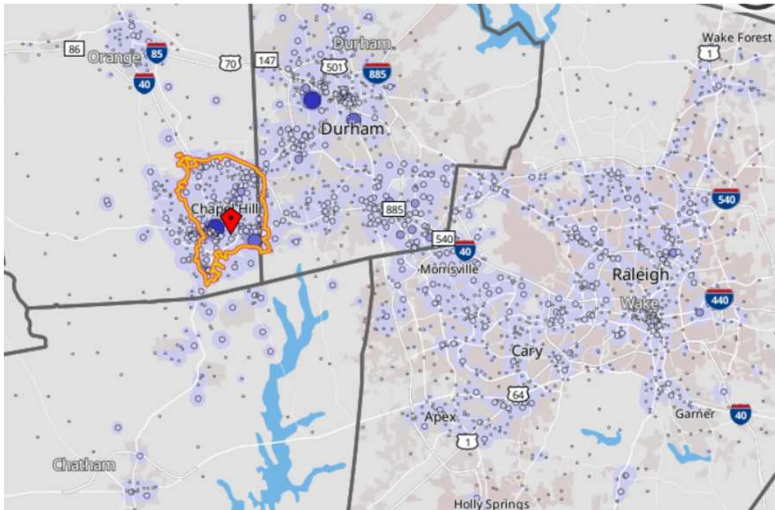 Wake Forest
1
86
85
Orange
Durham
147
70
501
885
40
Durham
540
Chapel Hill
885
540
40
Morrisville
Raleigh
Wake
440
Cary
64
Apex
Garner
40
1
Chatham
Holly Springs